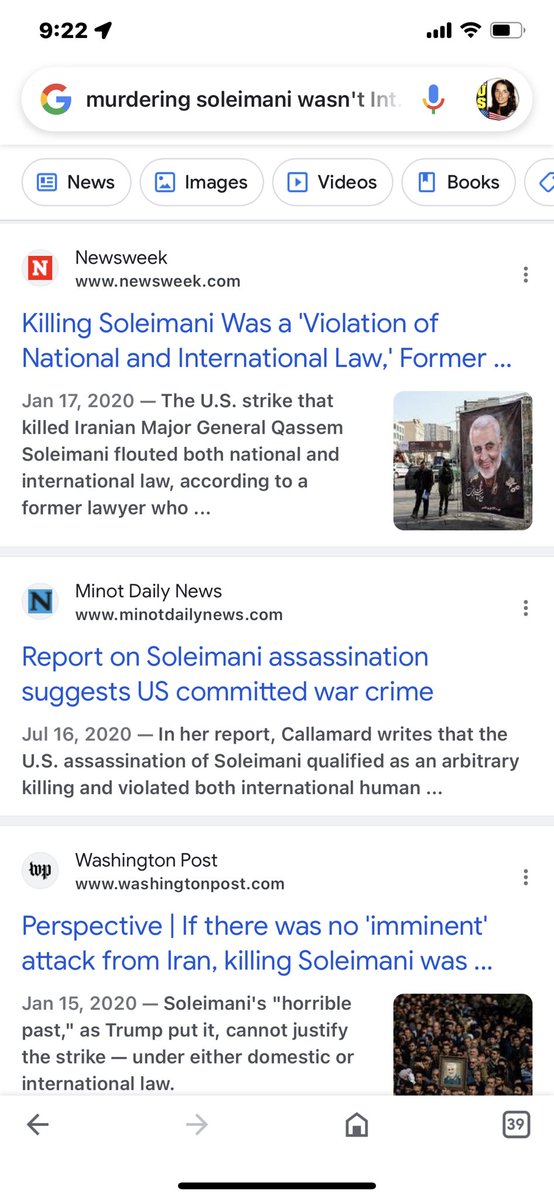 9:22
murdering soleimani wasn't Int.
US
News
Images
Videos
Books
Newsweek
www.newsweek.com
Killing Soleimani Was a 'Violation of
National and International Law,' Former ...
Jan 17, 2020 — The U.S. strike that
killed Iranian Major General Qassem
Soleimani flouted both national and
international law, according to a
former lawyer who ...
Minot Daily News
www.minotdailynews.com
Report on Soleimani assassination
suggests US committed war crime
Jul 16, 2020 — In her report, Callamard writes that the
U.S. assassination of Soleimani qualified as an arbitrary
killing and violated both international human ...
wp
Washington Post
www.washingtonpost.com
Perspective | If there was no 'imminent'
attack from Iran, killing Soleimani was ...
Jan 15, 2020 — Soleimani's "horrible
past," as Trump put it, cannot justify
the strike — under either domestic or
international law.
39